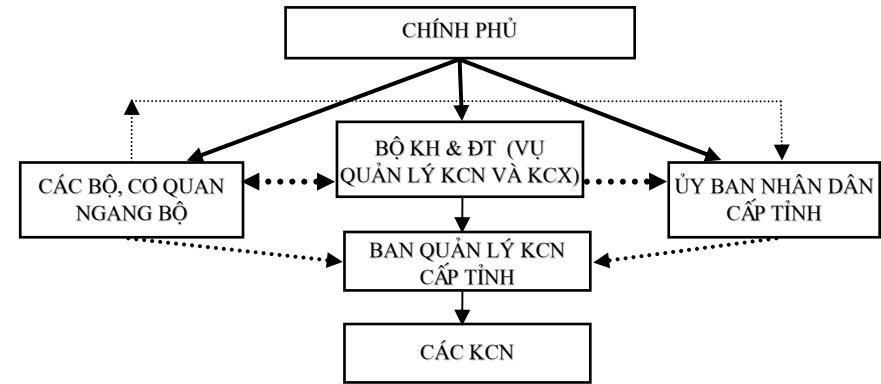 CHÍNH PHỦ
BỘ KH & ĐT (VỤ
QUẢN LÝ KCN VÀ KCX)
CÁC BỘ, CƠ QUAN
NGANG BỘ
ỦY BAN NHÂN DÂN
CẤP TỈNH
BAN QUẢN LÝ KCN
CẤP TỈNH
CÁC KCN